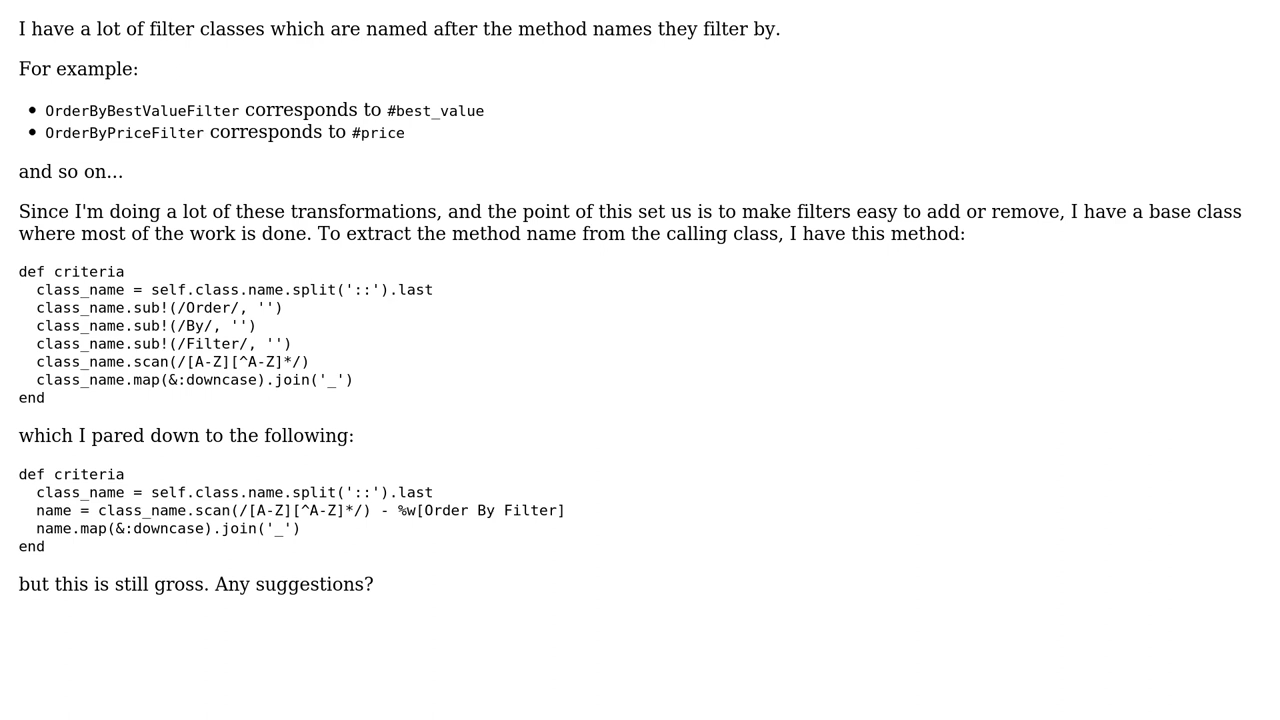 I have a lot of filter classes which are named after the method names they filter by.
For example:
• OrderByBestValueFilter corresponds to #best_value
• OrderByPriceFilter corresponds to #price
and so on...
Since I'm doing a lot of these transformations, and the point of this set us is to make filters easy to add or remove, I have a base class
where most of the work is done. To extract the method name from the calling class, I have this method:
def criteria
  class_name = self.class.name.split('::').last
  class_name.sub!(/Order/, '')
  class_name.sub!(/By/, '')
  class_name.sub!(/Filter/, '')
  class_name.scan(/[A-Z][^A-Z]*/)
  class_name.map(&:downcase).join('_')
end
which I pared down to the following:
def criteria
  class_name = self.class.name.split('::').last
  name = class_name.scan(/[A-Z][^A-Z]*/) - %w[Order By Filter]
  name.map(&:downcase).join('_')
end
but this is still gross. Any suggestions?